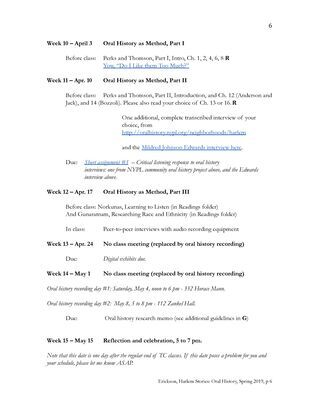 6
Week 10 – April 3 Oral History as Method, Part I
Before class: Perks and Thomson, Part I, Intro, Ch. 1, 2, 4, 6, 8 R
You, "Do I Like them Too Much?"
Week 11 – Apr. 10 Oral History as Method, Part II
Before class: Perks and Thomson, Part II, Introduction, and Ch. 12 (Anderson and
Jack), and 14 (Bozzoli). Please also read your choice of Ch. 13 or 16. R
One additional, complete transcribed interview of your
choice, from
http://oralhistory.nypl.org/neighborhoods/harlem
and the Mildred Johnson Edwards interview here.
Due: Short assignment #1 – Critical listening response to oral history
interviews: one from NYPL community oral history project above, and the Edwards
interview above.
Week 12 – Apr. 17 Oral History as Method, Part III
Before class: Norkunas, Learning to Listen (in Readings folder)
And Gunaratnam, Researching Race and Ethnicity (in Readings folder)
In class: Peer-to-peer interviews with audio recording equipment
Week 13 – Apr. 24 No class meeting (replaced by oral history recording)
Due: Digital exhibits due.
Week 14 – May 1 No class meeting (replaced by oral history recording)
Oral history recording day #1: Saturday, May 4, noon to 6 pm - 332 Horace Mann.
Oral history recording day #2: May 8, 5 to 8 pm - 112 Zankel Hall.
Due: Oral history research memo (see additional guidelines in G)
Week 15 – May 15 Reflection and celebration, 5 to 7 pm.
Note that this date is one day after the regular end of TC classes. If this date poses a problem for you and
your schedule, please let me know ASAP.
Erickson, Harlem Stories: Oral History, Spring 2019, p 6